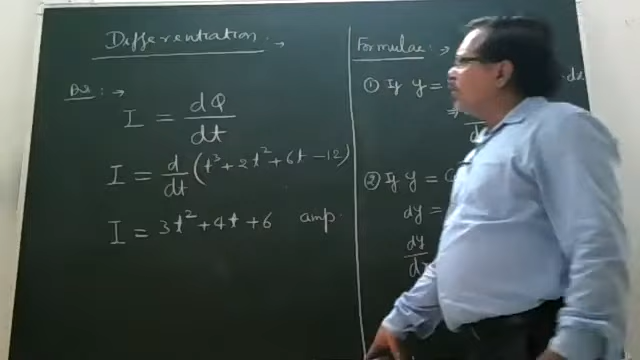 Differentiation. →
I = dQ/dt
I = d/dt (t³ + 2t² + 6t - 12)
I = 3t² + 4t + 6 amp.
Formulae : →
① If y = dx
⇒
② If y =
dy =
dy